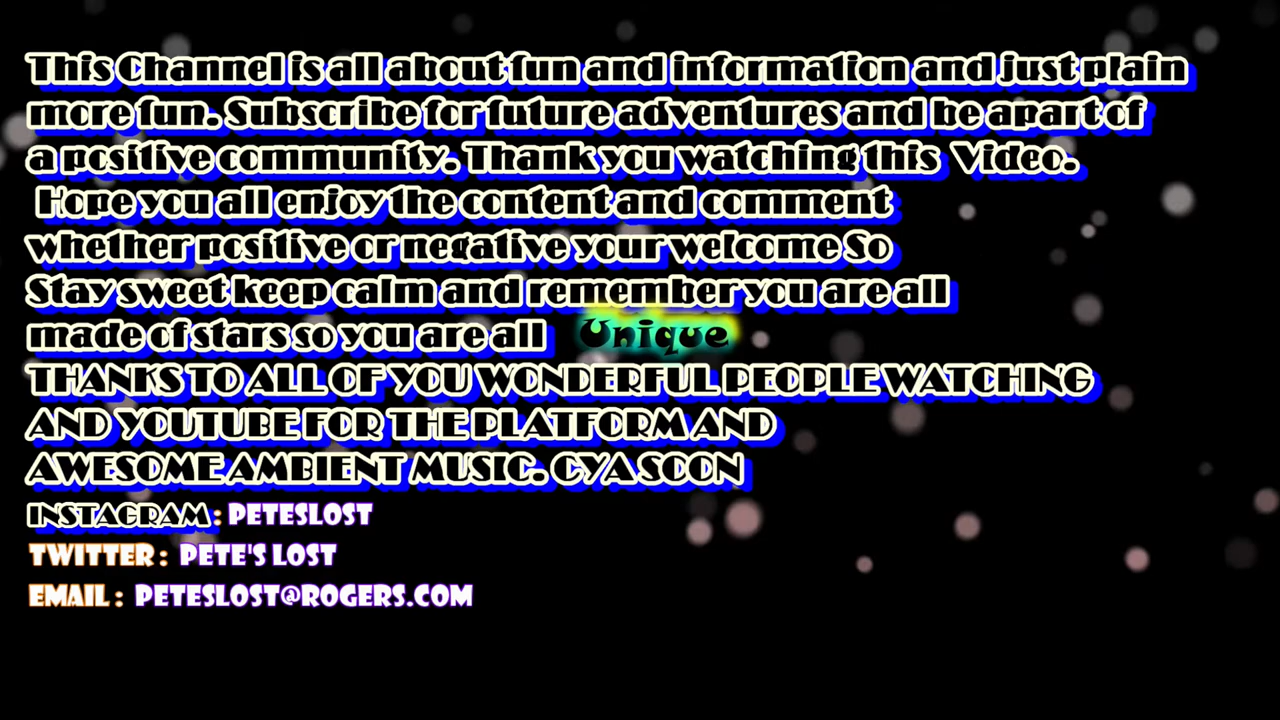 This Channel is all about fun and information and just plain
more fun. Subscribe for future adventures and be apart of
a positive community. Thank you watching this Video.
Hope you all enjoy the content and comment
whether positive or negative your welcome So
Stay sweet keep calm and remember you are all
made of stars so you are all Unique
THANKS TO ALL OF YOU WONDERFUL PEOPLE WATCHING
AND YOUTUBE FOR THE PLATFORM AND
AWESOME AMBIENT MUSIC. CYA SOON
INSTAGRAM : PETESLOST
TWITTER : PETE'S LOST
EMAIL : PETESLOST@ROGERS.COM